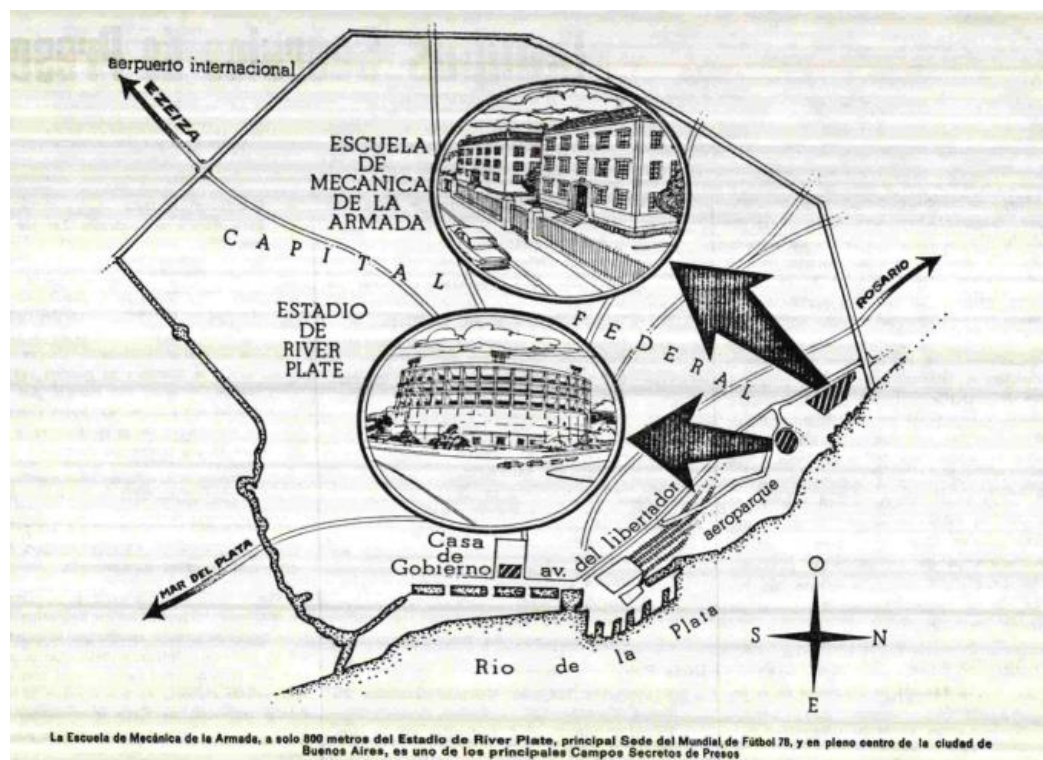 aerpuerto internacional
EZEIZA
ESCUELA
DE
MECANICA
DE LA
ARMADA
CAPITAL
FEDERAL
ROSARIO
ESTADIO
DE
RIVER
PLATE
aeroparque
av. del libertador
Casa
de
Gobierno
MAR DEL PLATA
Rio de la Plata
O
S N
E
La Escuela de Mecánica de la Armada, a solo 800 metros del Estadio de River Plate, principal Sede del Mundial de Fútbol 78, y en pleno centro de la ciudad de
Buenos Aires, es uno de los principales Campos Secretos de Presos